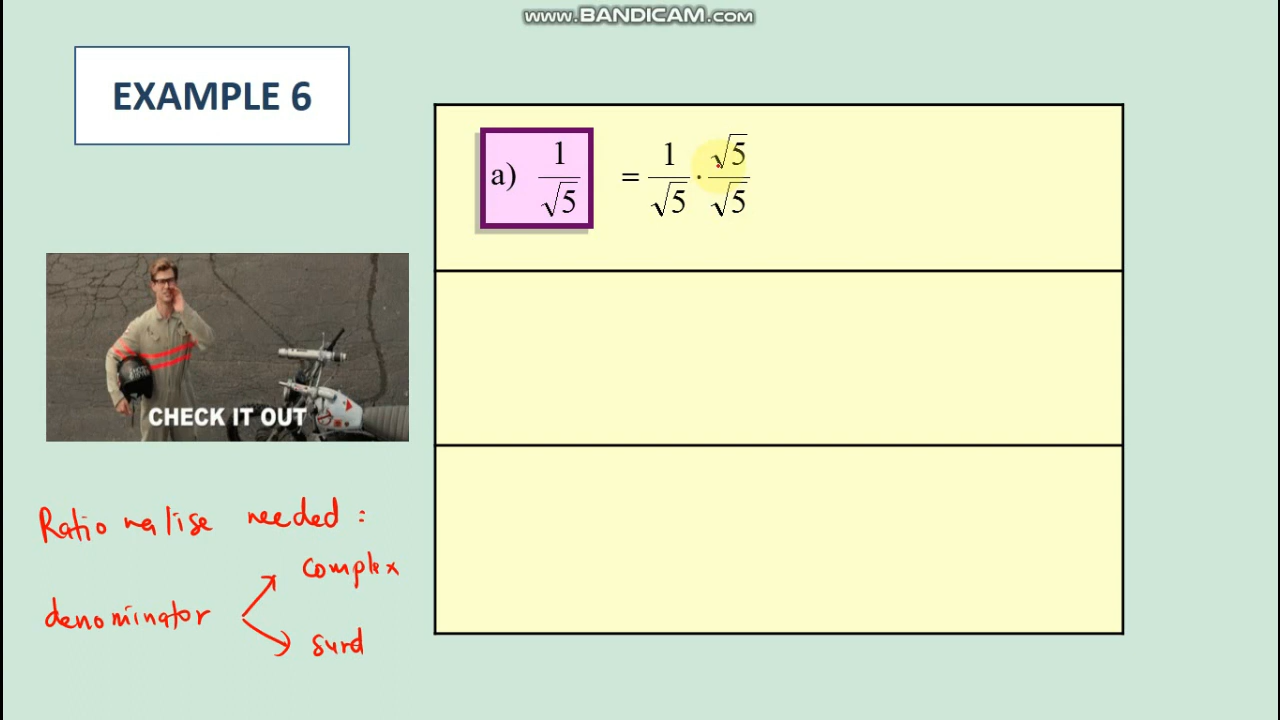 www.BANDICAM.com
EXAMPLE 6
a) 1/√5 = 1/√5 · √5/√5
CHECK IT OUT
Rationalise needed :
complex
denominator
surd